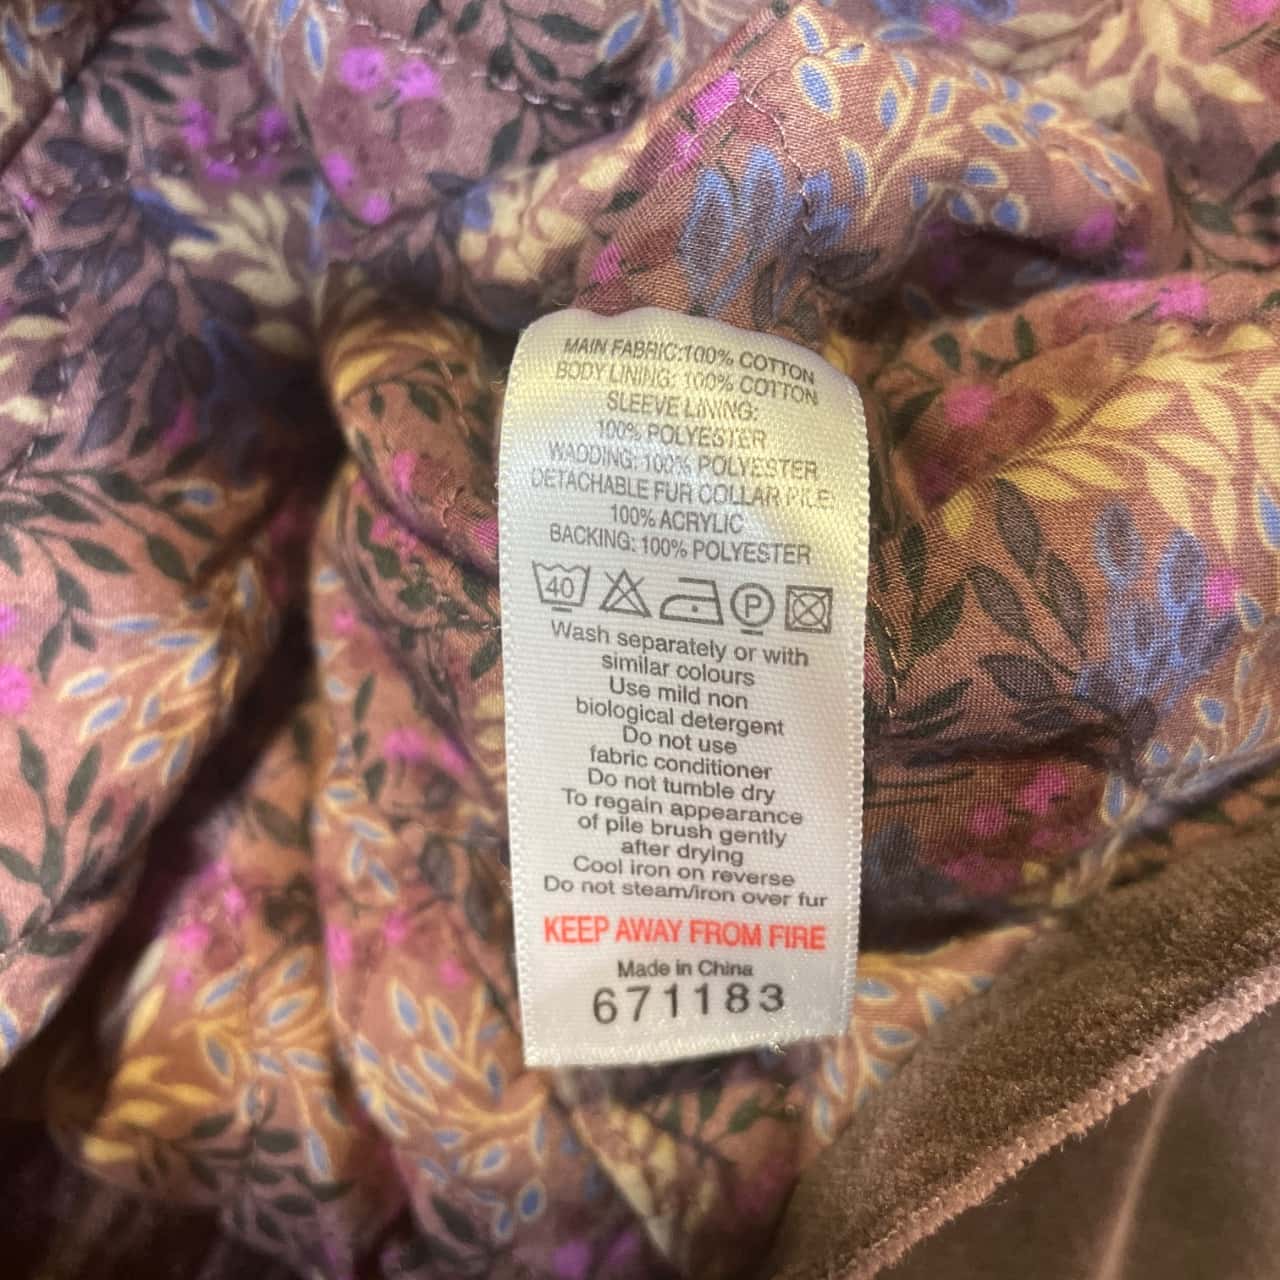 MAIN FABRIC:100% COTTON
BODY LINING: 100% COTTON
SLEEVE LINING:
100% POLYESTER
WADDING: 100% POLYESTER
DETACHABLE FUR COLLAR PILE:
100% ACRYLIC
BACKING: 100% POLYESTER
40 P
Wash separately or with
similar colours
Use mild non
biological detergent
Do not use
fabric conditioner
Do not tumble dry
To regain appearance
of pile brush gently
after drying
Cool iron on reverse
Do not steam/iron over fur
KEEP AWAY FROM FIRE
Made in China
671183